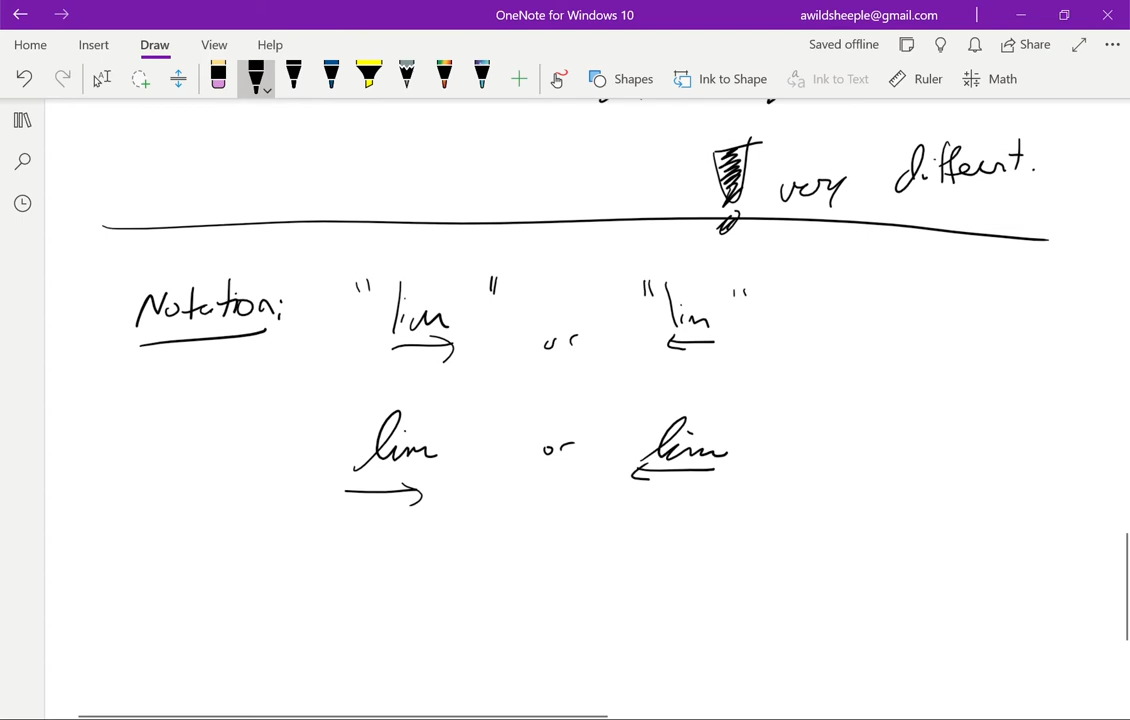 OneNote for Windows 10
awildsheeple@gmail.com
Home Insert Draw View Help
Saved offline
Share
Shapes
Ink to Shape
Ink to Text
Ruler
Math
very different.
Notation: "lim" or "lim"
lim or lim